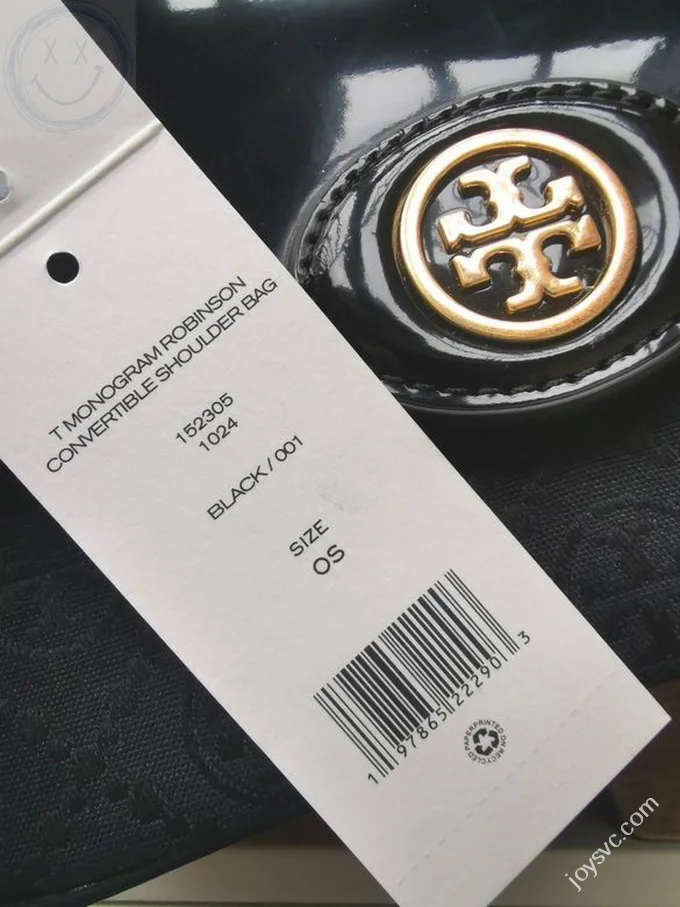 T MONOGRAM ROBINSON
CONVERTIBLE SHOULDER BAG
152305
1024
BLACK / 001
SIZE
OS
1 97865 22290 3
PAPER PRINTED ON RECYCLED
joysvc.com